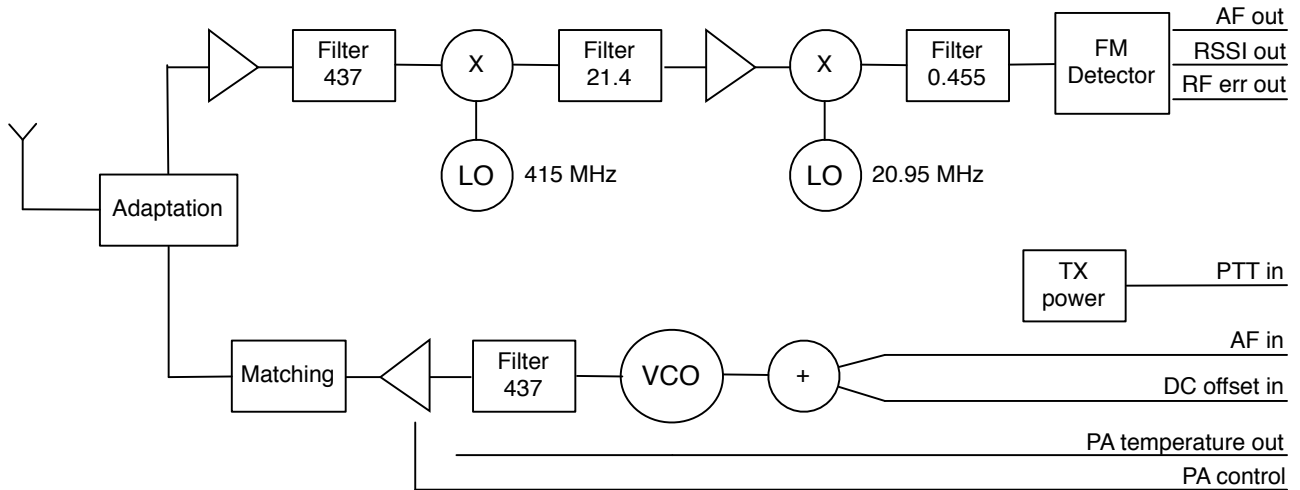 AF out
RSSI out
RF err out
Filter
437
X
Filter
21.4
X
Filter
0.455
FM
Detector
LO
415 MHz
LO
20.95 MHz
Adaptation
TX
power
PTT in
Matching
Filter
437
VCO
+
AF in
DC offset in
PA temperature out
PA control